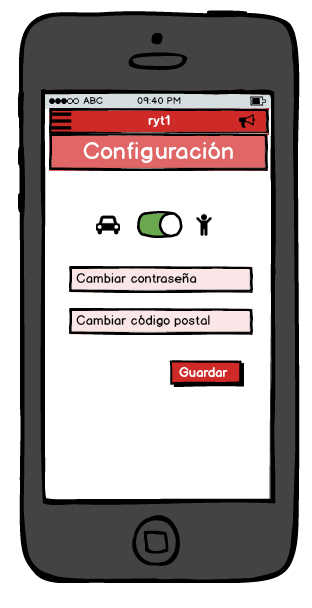 ABC 09:40 PM
ryt1
Configuración
Cambiar contraseña
Cambiar código postal
Guardar